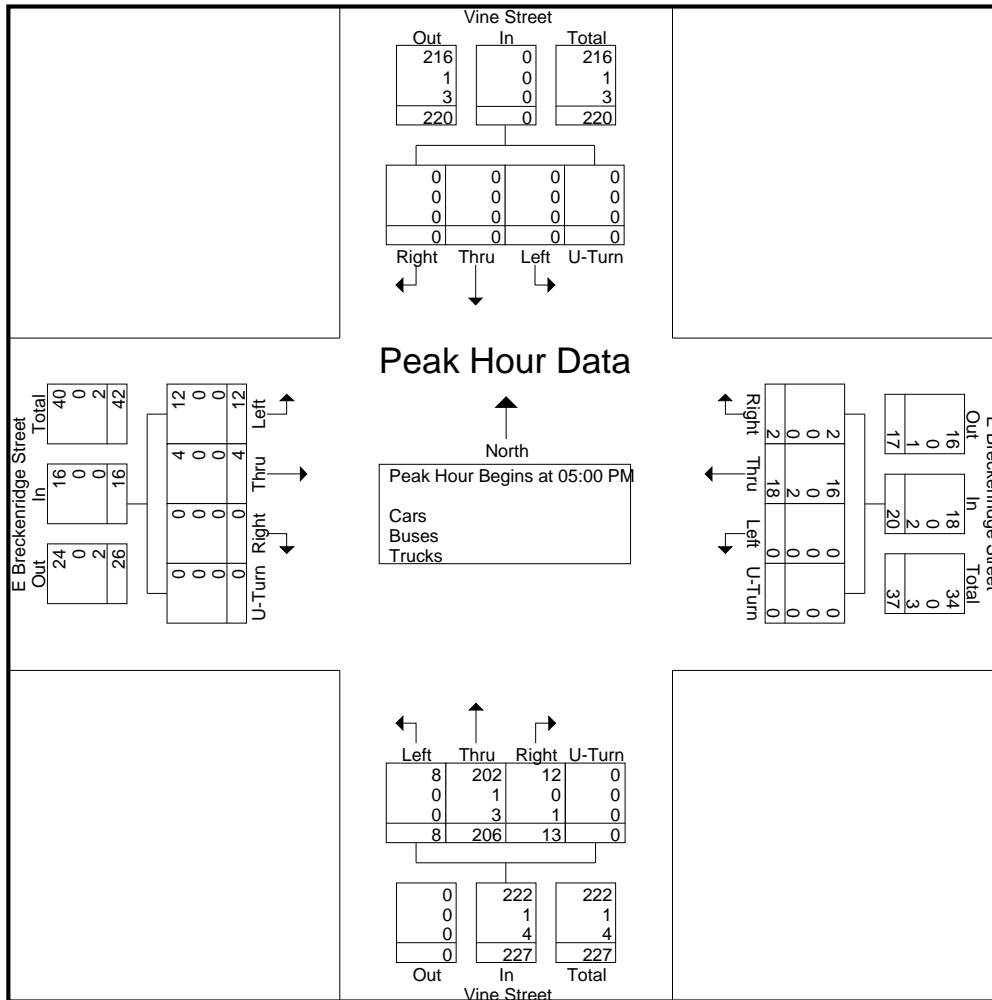 Vine Street
Out In Total
216 0 216
1 0 1
3 0 3
220 0 220
0 0 0 0
0 0 0 0
0 0 0 0
0 0 0 0
Right Thru Left U-Turn
Peak Hour Data
North
Peak Hour Begins at 05:00 PM
Cars
Buses
Trucks
E Breckenridge Street
Out In Total
24 16 40
0 0 0
2 0 2
26 16 42
0 0 4 12
0 0 0 0
0 0 0 0
0 0 4 12
U-Turn Right Thru Left
E Breckenridge Street
Out In Total
16 18 34
0 0 0
1 2 3
17 20 37
2 16 0 0
0 0 0 0
0 2 0 0
2 18 0 0
Right Thru Left U-Turn
Left Thru Right U-Turn
8 202 12 0
0 1 0 0
0 3 1 0
8 206 13 0
0 222 222
0 1 1
0 4 4
0 227 227
Out In Total
Vine Street